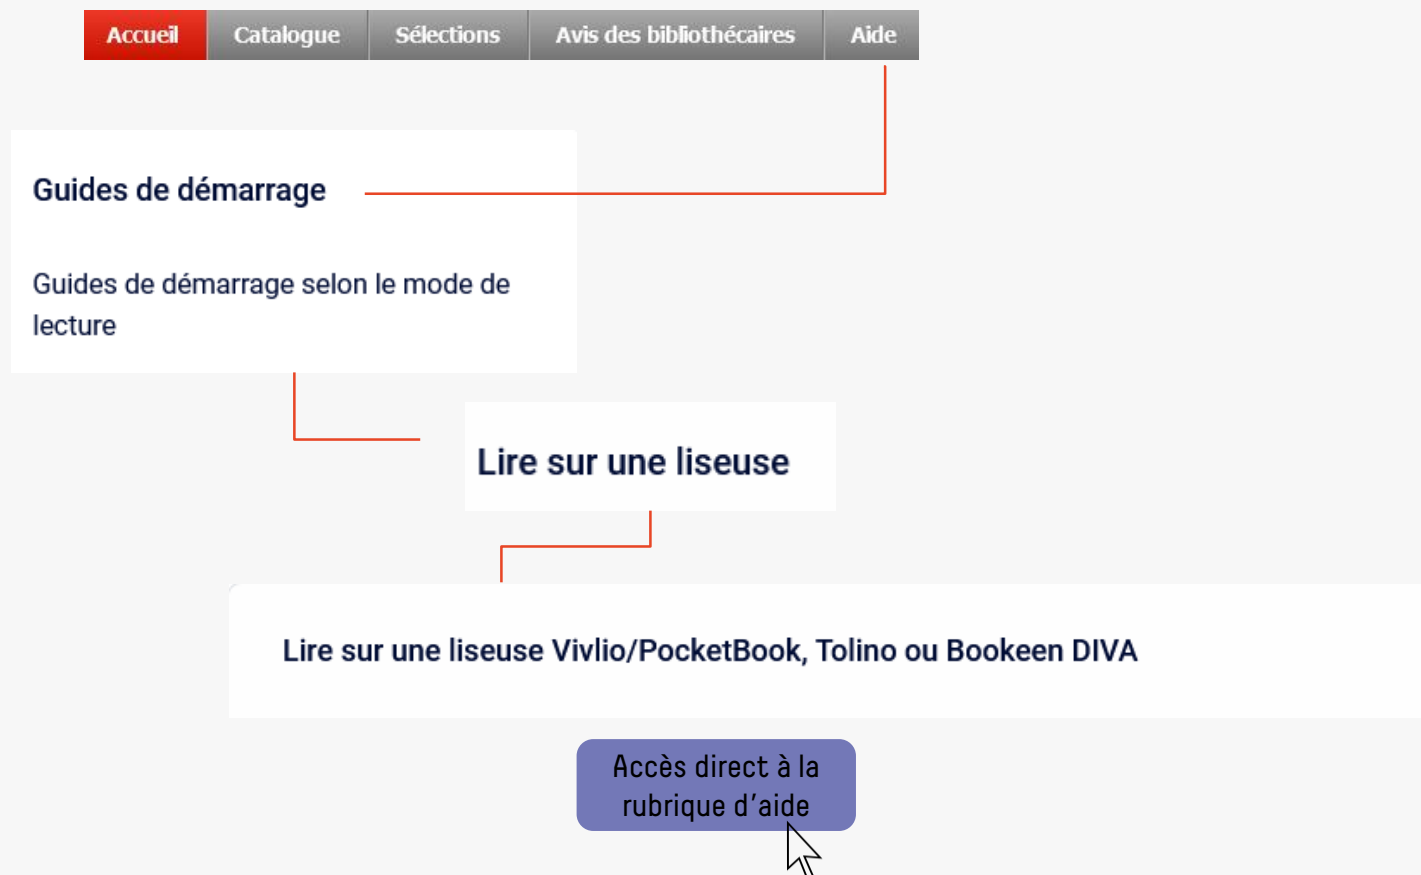 Accueil Catalogue Sélections Avis des bibliothécaires Aide
Guides de démarrage
Guides de démarrage selon le mode de
lecture
Lire sur une liseuse
Lire sur une liseuse Vivlio/PocketBook, Tolino ou Bookeen DIVA
Accès direct à la
rubrique d'aide